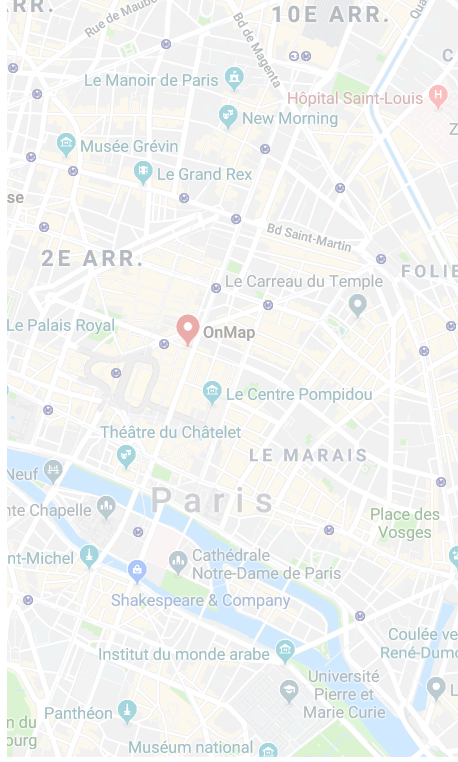 RR.
Rue de Maube
10E ARR.
Qua
Bd de Magenta
C
Le Manoir de Paris
Hôpital Saint-Louis
H
New Morning
Z
Musée Grévin
Le Grand Rex
se
Bd Saint-Martin
2E ARR.
FOLIE
Le Carreau du Temple
Le Palais Royal
OnMap
Le Centre Pompidou
Théâtre du Châtelet
LE MARAIS
Neuf
Paris
nte Chapelle
Place des
Vosges
nt-Michel
Cathédrale
Notre-Dame de Paris
Shakespeare & Company
Coulée ve
René-Dumo
Institut du monde arabe
Université
Pierre et
Marie Curie
L
Panthéon
n du
ourg
Muséum national